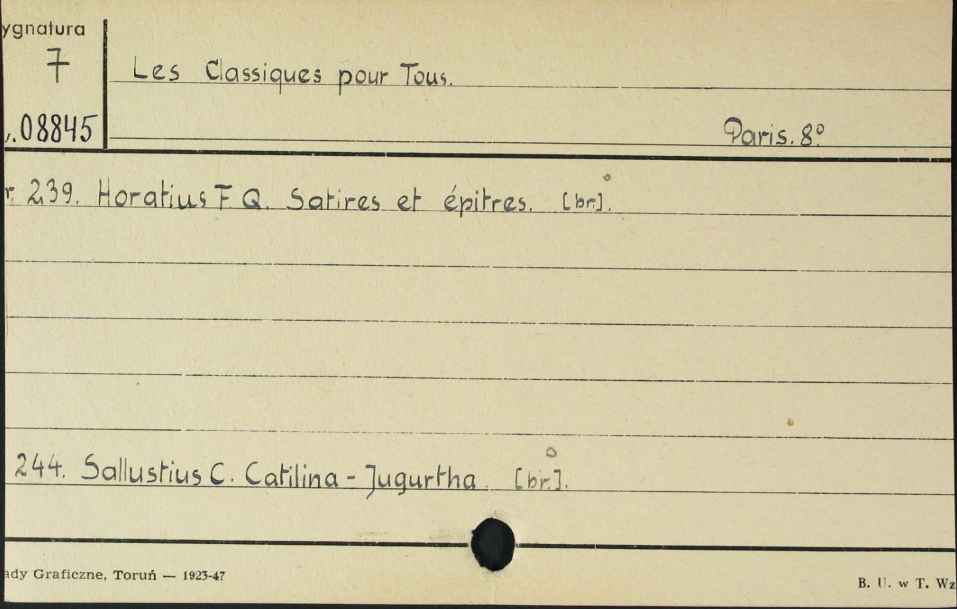 ygnatura
7
Les Classiques pour Tous.
.08845
Paris. 8º
r. 239. Horatius F Q. Satires et épitres. [br].
244. Sallustius C. Catilina - Jugurtha. [br.].
ady Graficzne, Toruń — 1923-47
B. U. w T. Wz